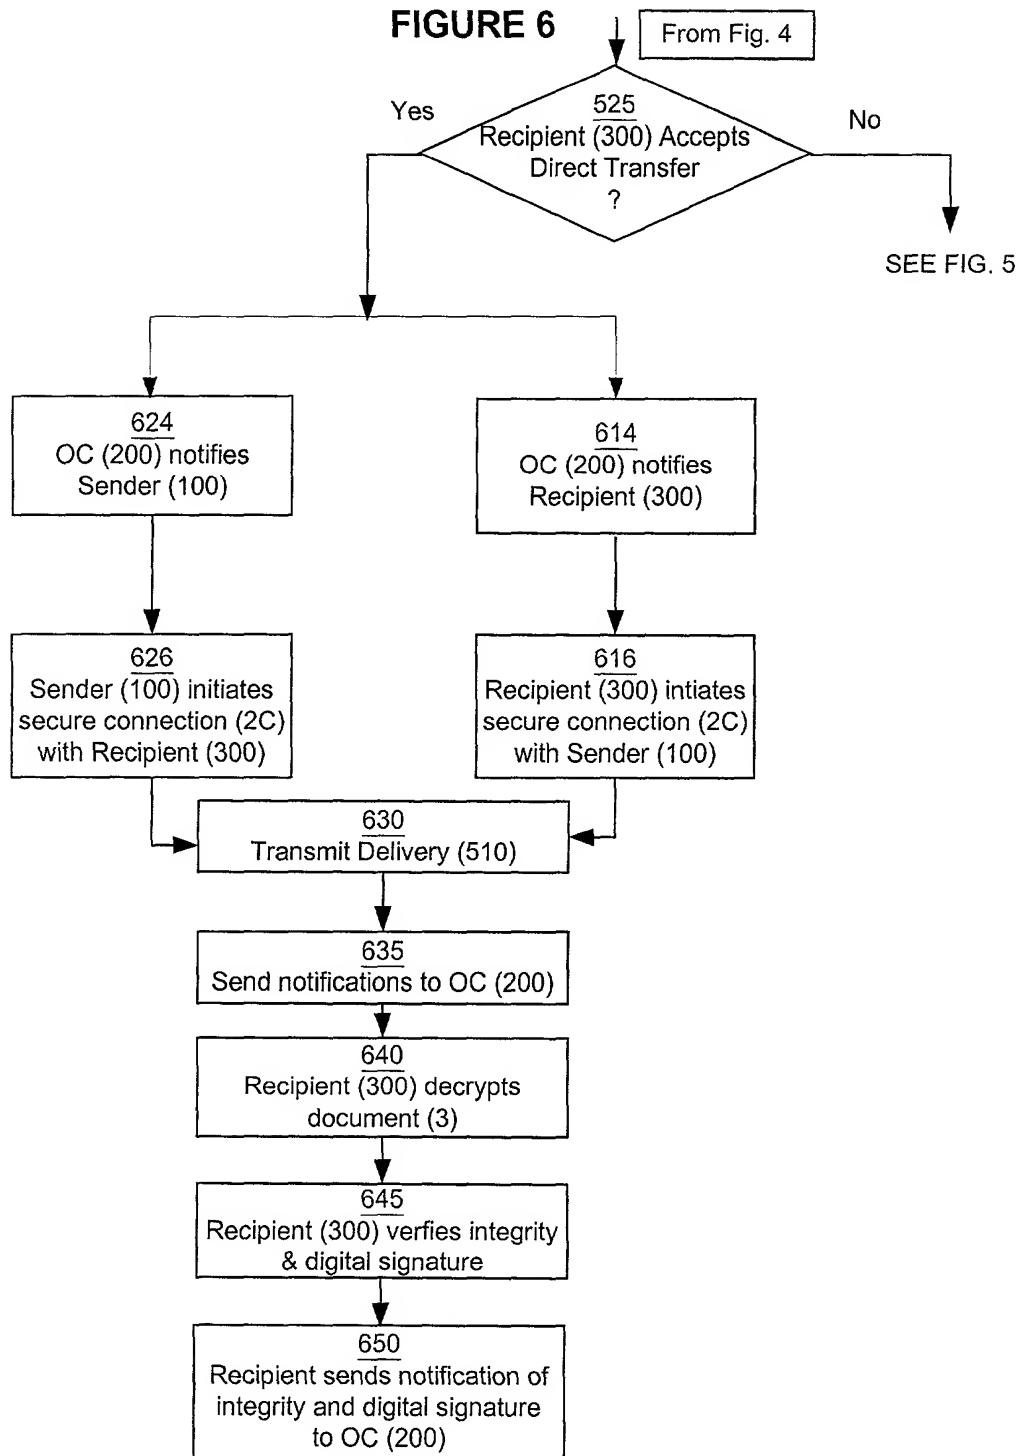 FIGURE 6
From Fig. 4
Yes
525
Recipient (300) Accepts
Direct Transfer
?
No
SEE FIG. 5
624
OC (200) notifies
Sender (100)
614
OC (200) notifies
Recipient (300)
626
Sender (100) initiates
secure connection (2C)
with Recipient (300)
616
Recipient (300) intiates
secure connection (2C)
with Sender (100)
630
Transmit Delivery (510)
635
Send notifications to OC (200)
640
Recipient (300) decrypts
document (3)
645
Recipient (300) verfies integrity
& digital signature
650
Recipient sends notification of
integrity and digital signature
to OC (200)